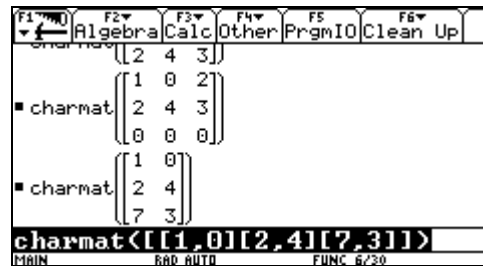 F1 F2 Algebra F3 Calc F4 Other F5 PrgmIO F6 Clean Up
charmat([2 4 3])
■ charmat([[1 0 2]
[2 4 3]
[0 0 0]])
■ charmat([[1 0]
[2 4]
[7 3]])
charmat([[1,0][2,4][7,3]])
MAIN RAD AUTO FUNC 6/30